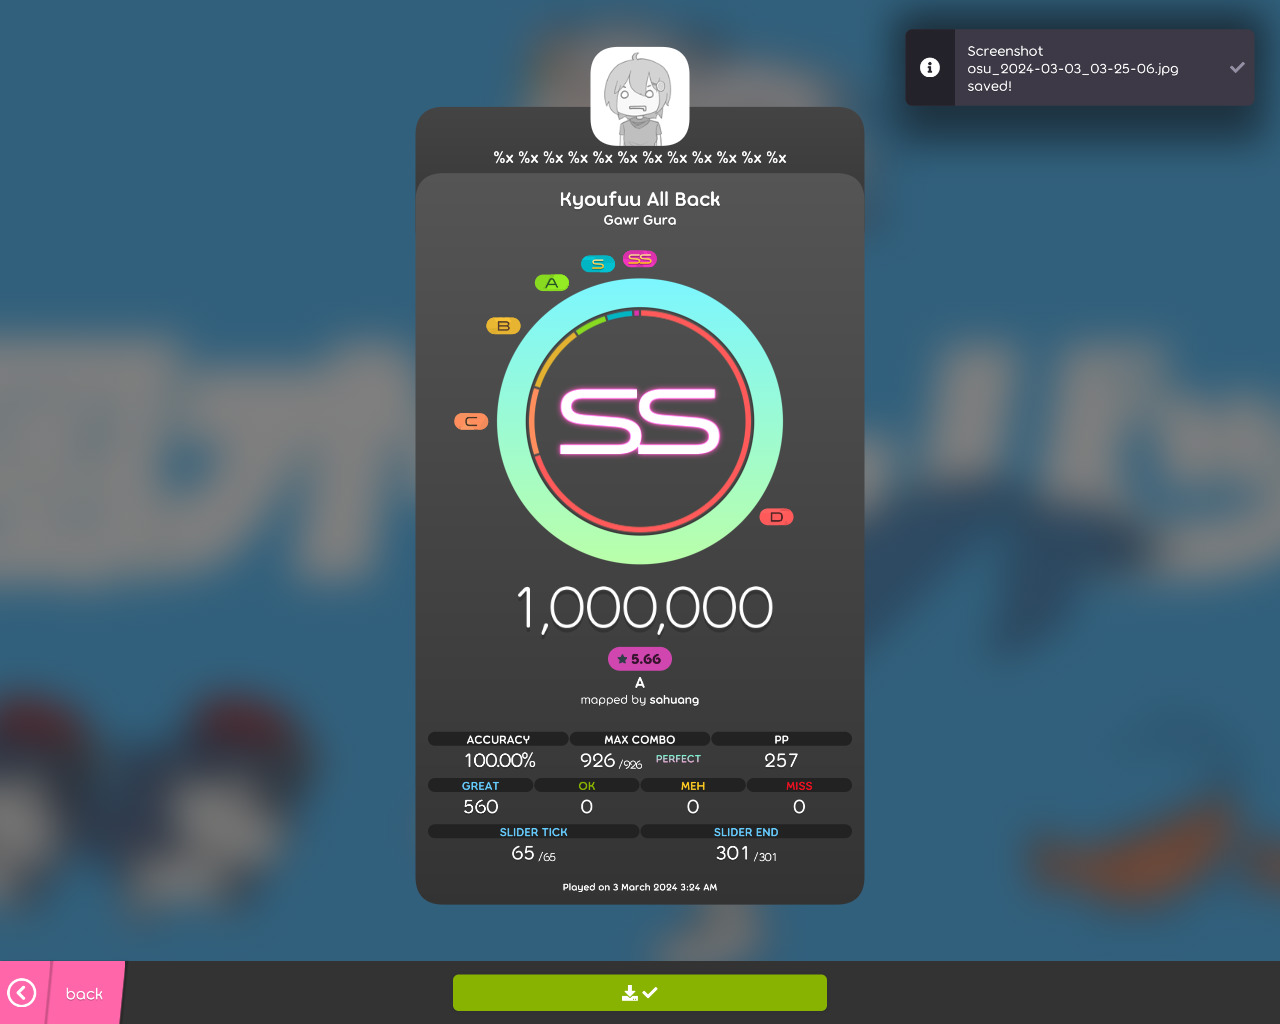 Screenshot
osu_2024-03-03_03-25-06.jpg
saved!
%x %x %x %x %x %x %x %x %x %x %x %x
Kyoufuu All Back
Gawr Gura
SS
S
A
B
C
D
SS
1,000,000
5.66
A
mapped by sahuang
ACCURACY MAX COMBO PP
100.00% 926 /926 PERFECT 257
GREAT OK MEH MISS
560 0 0 0
SLIDER TICK SLIDER END
65 /65 301 /301
Played on 3 March 2024 3:24 AM
back